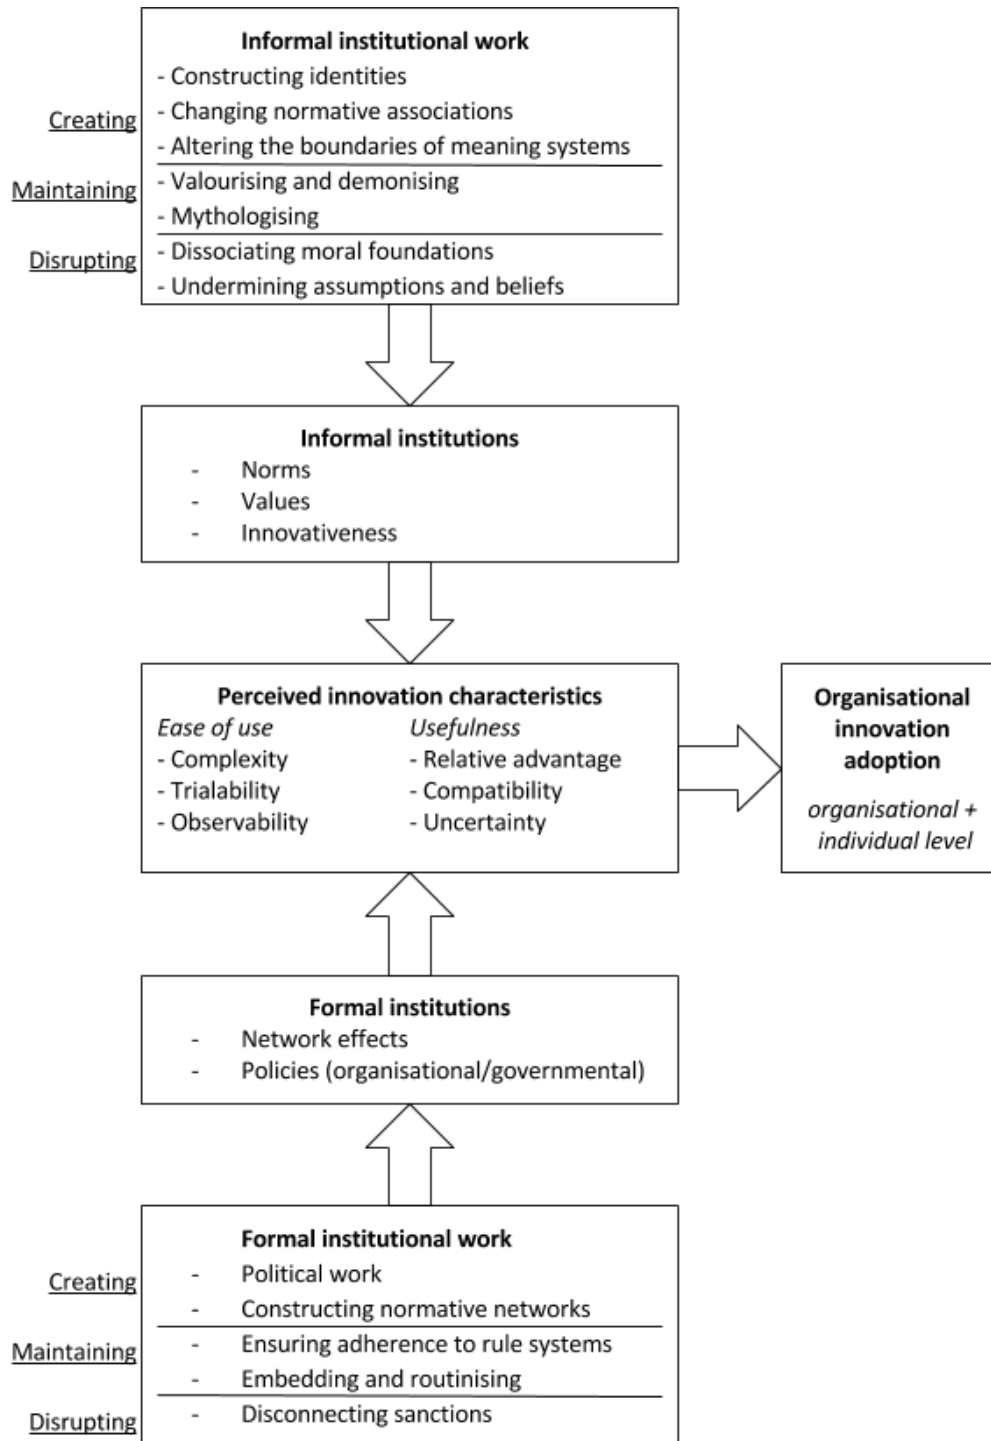 Informal institutional work
- Constructing identities
Creating
- Changing normative associations
- Altering the boundaries of meaning systems
Maintaining
- Valourising and demonising
- Mythologising
Disrupting
- Dissociating moral foundations
- Undermining assumptions and beliefs
Informal institutions
- Norms
- Values
- Innovativeness
Perceived innovation characteristics
Ease of use
- Complexity
- Trialability
- Observability
Usefulness
- Relative advantage
- Compatibility
- Uncertainty
Organisational
innovation
adoption
organisational +
individual level
Formal institutions
- Network effects
- Policies (organisational/governmental)
Formal institutional work
Creating
- Political work
- Constructing normative networks
Maintaining
- Ensuring adherence to rule systems
- Embedding and routinising
Disrupting
- Disconnecting sanctions